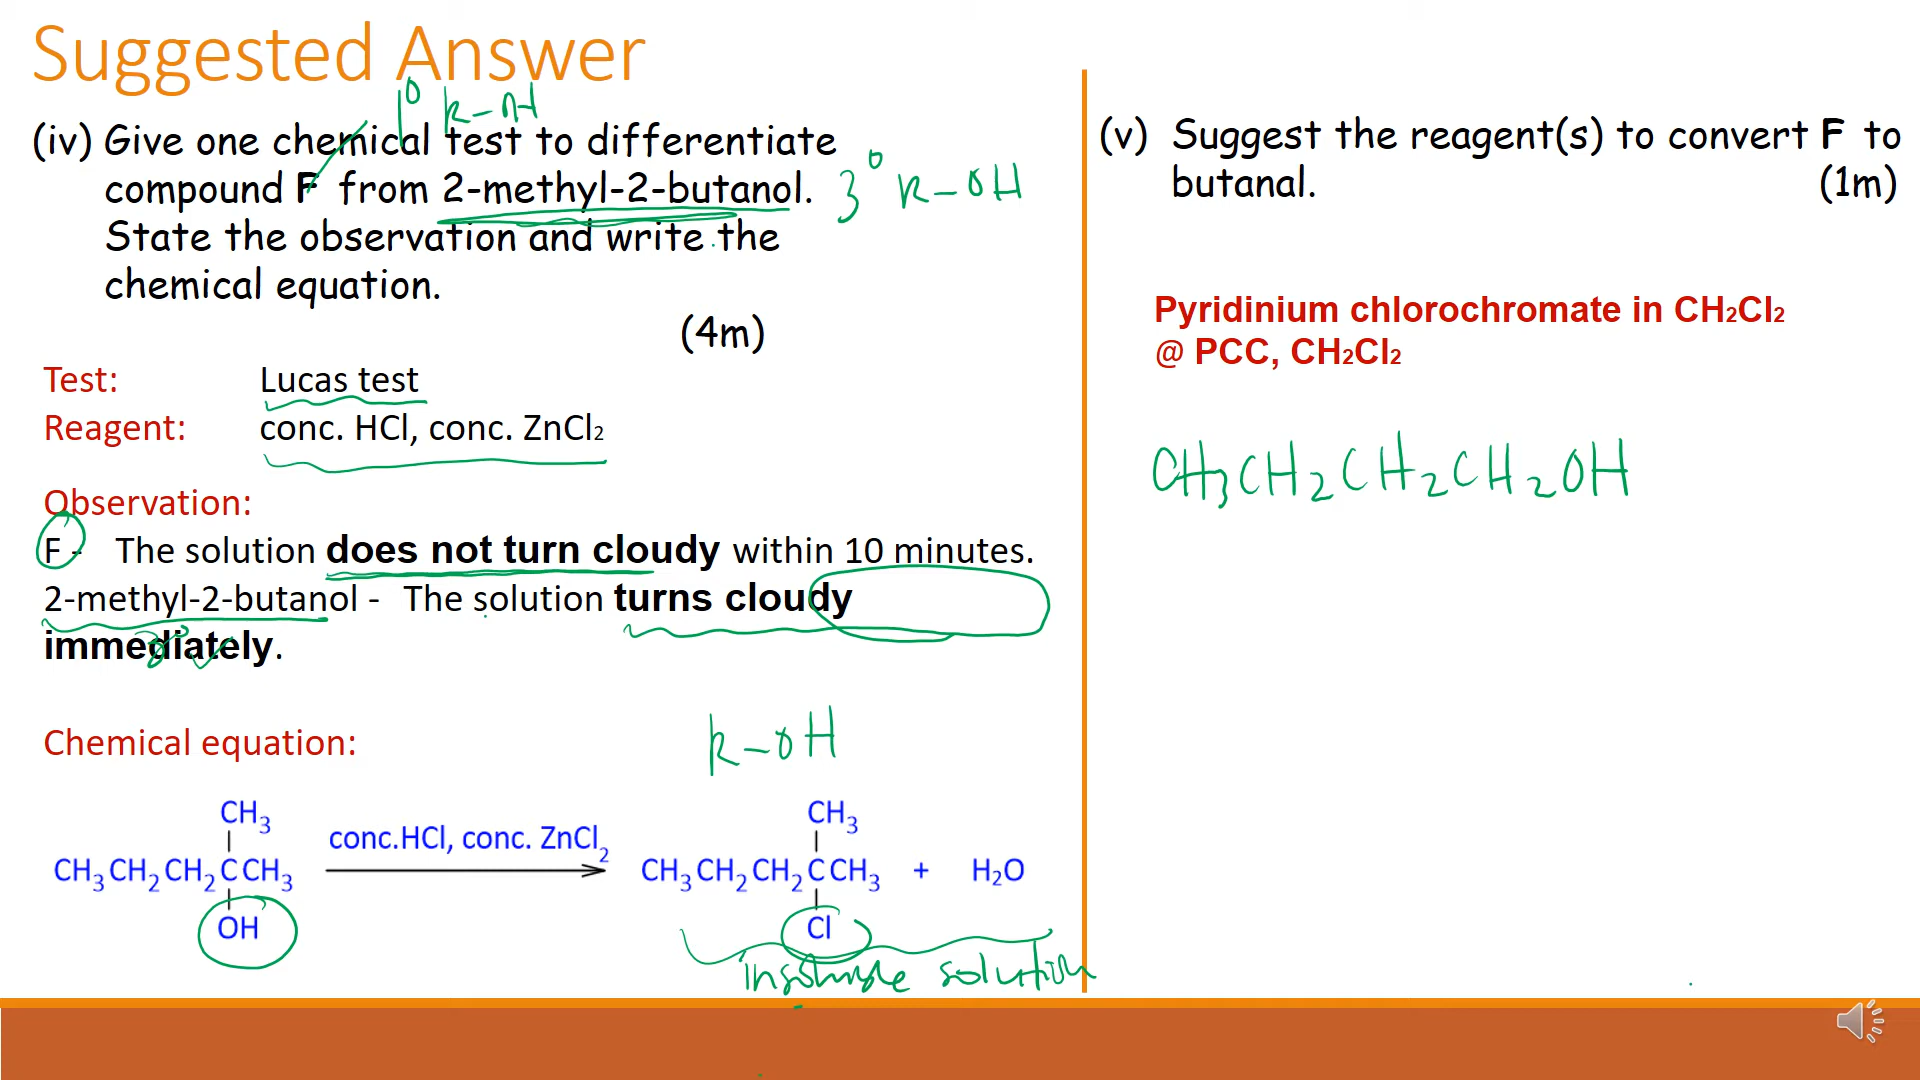 Suggested Answer
1° R-OH
(iv) Give one chemical test to differentiate
compound F from 2-methyl-2-butanol.
3° R-OH
State the observation and write the
chemical equation.
(4m)
Test: Lucas test
Reagent: conc. HCl, conc. ZnCl₂
Observation:
F - The solution does not turn cloudy within 10 minutes.
2-methyl-2-butanol - The solution turns cloudy
immediately.
3°
Chemical equation:
R-OH
CH₃ CH₃
conc.HCl, conc. ZnCl₂
CH₃CH₂CH₂CCH₃ CH₃CH₂CH₂CCH₃ + H₂O
OH Cl
solution
(v) Suggest the reagent(s) to convert F to
butanal. (1m)
Pyridinium chlorochromate in CH₂Cl₂
@ PCC, CH₂Cl₂
CH₃CH₂CH₂CH₂OH